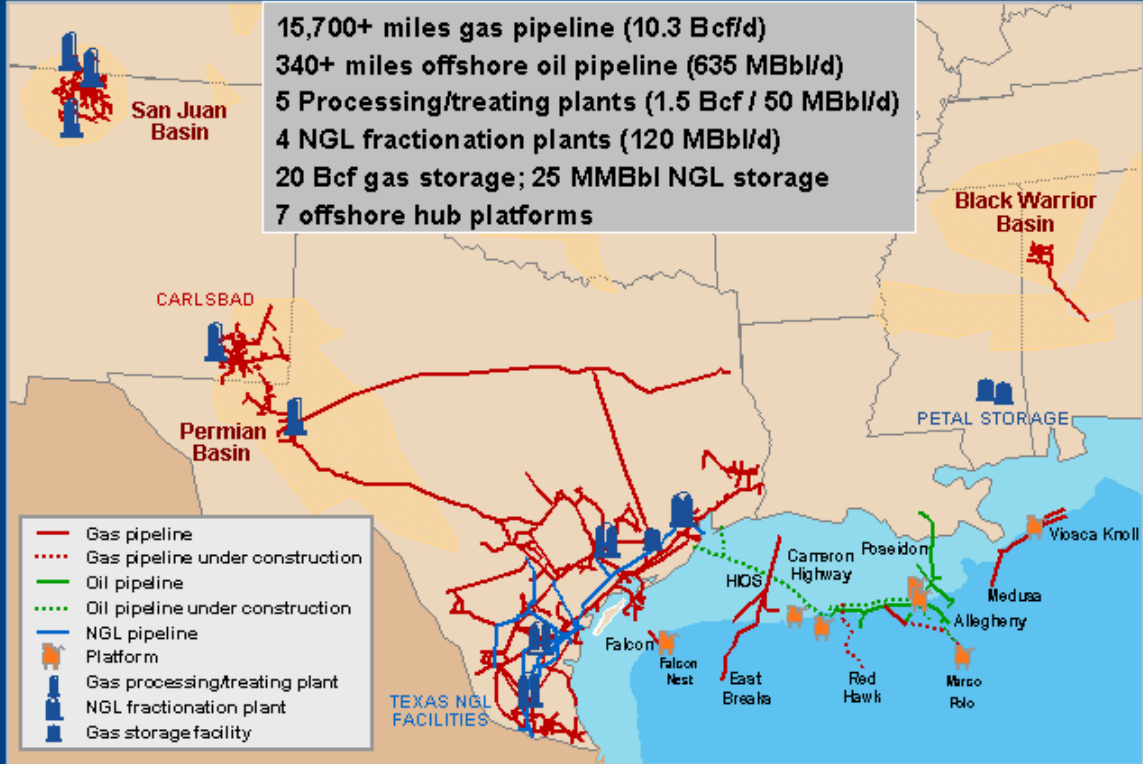 15,700+ miles gas pipeline (10.3 Bcf/d)
340+ miles offshore oil pipeline (635 MBbl/d)
5 Processing/treating plants (1.5 Bcf / 50 MBbl/d)
4 NGL fractionation plants (120 MBbl/d)
20 Bcf gas storage; 25 MMBbl NGL storage
7 offshore hub platforms
San Juan
Basin
Black Warrior
Basin
CARLSBAD
PETAL STORAGE
Permian
Basin
Gas pipeline
Gas pipeline under construction
Oil pipeline
Oil pipeline under construction
NGL pipeline
Platform
Gas processing/treating plant
NGL fractionation plant
Gas storage facility
TEXAS NGL
FACILITIES
Falcon
Falcon
Nest
HIOS
East
Breaks
Cameron
Highway
Poseidon
Red
Hawk
Allegheny
Marco
Polo
Medusa
Viosca Knoll